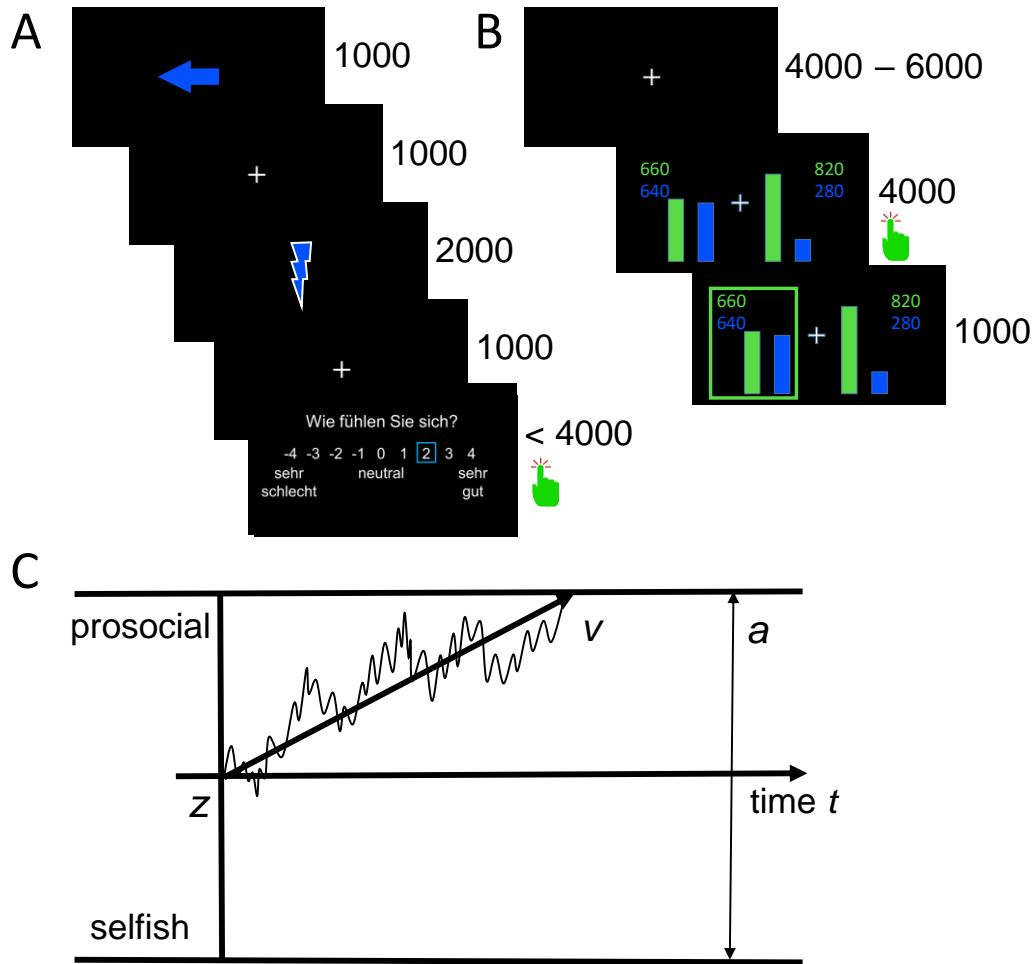 A
1000
+
1000
2000
+
1000
Wie fühlen Sie sich?
-4 -3 -2 -1 0 1 2 3 4
sehr schlecht
neutral
sehr gut
< 4000
B
+
4000 – 6000
660
640
+
820
280
4000
660
640
+
820
280
1000
C
prosocial
v
a
z
time t
selfish